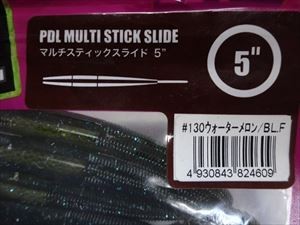 PDL MULTI STICK SLIDE
マルチスティックスライド 5"
5"
#130ウォーターメロン/BL.F
4 930843 824609